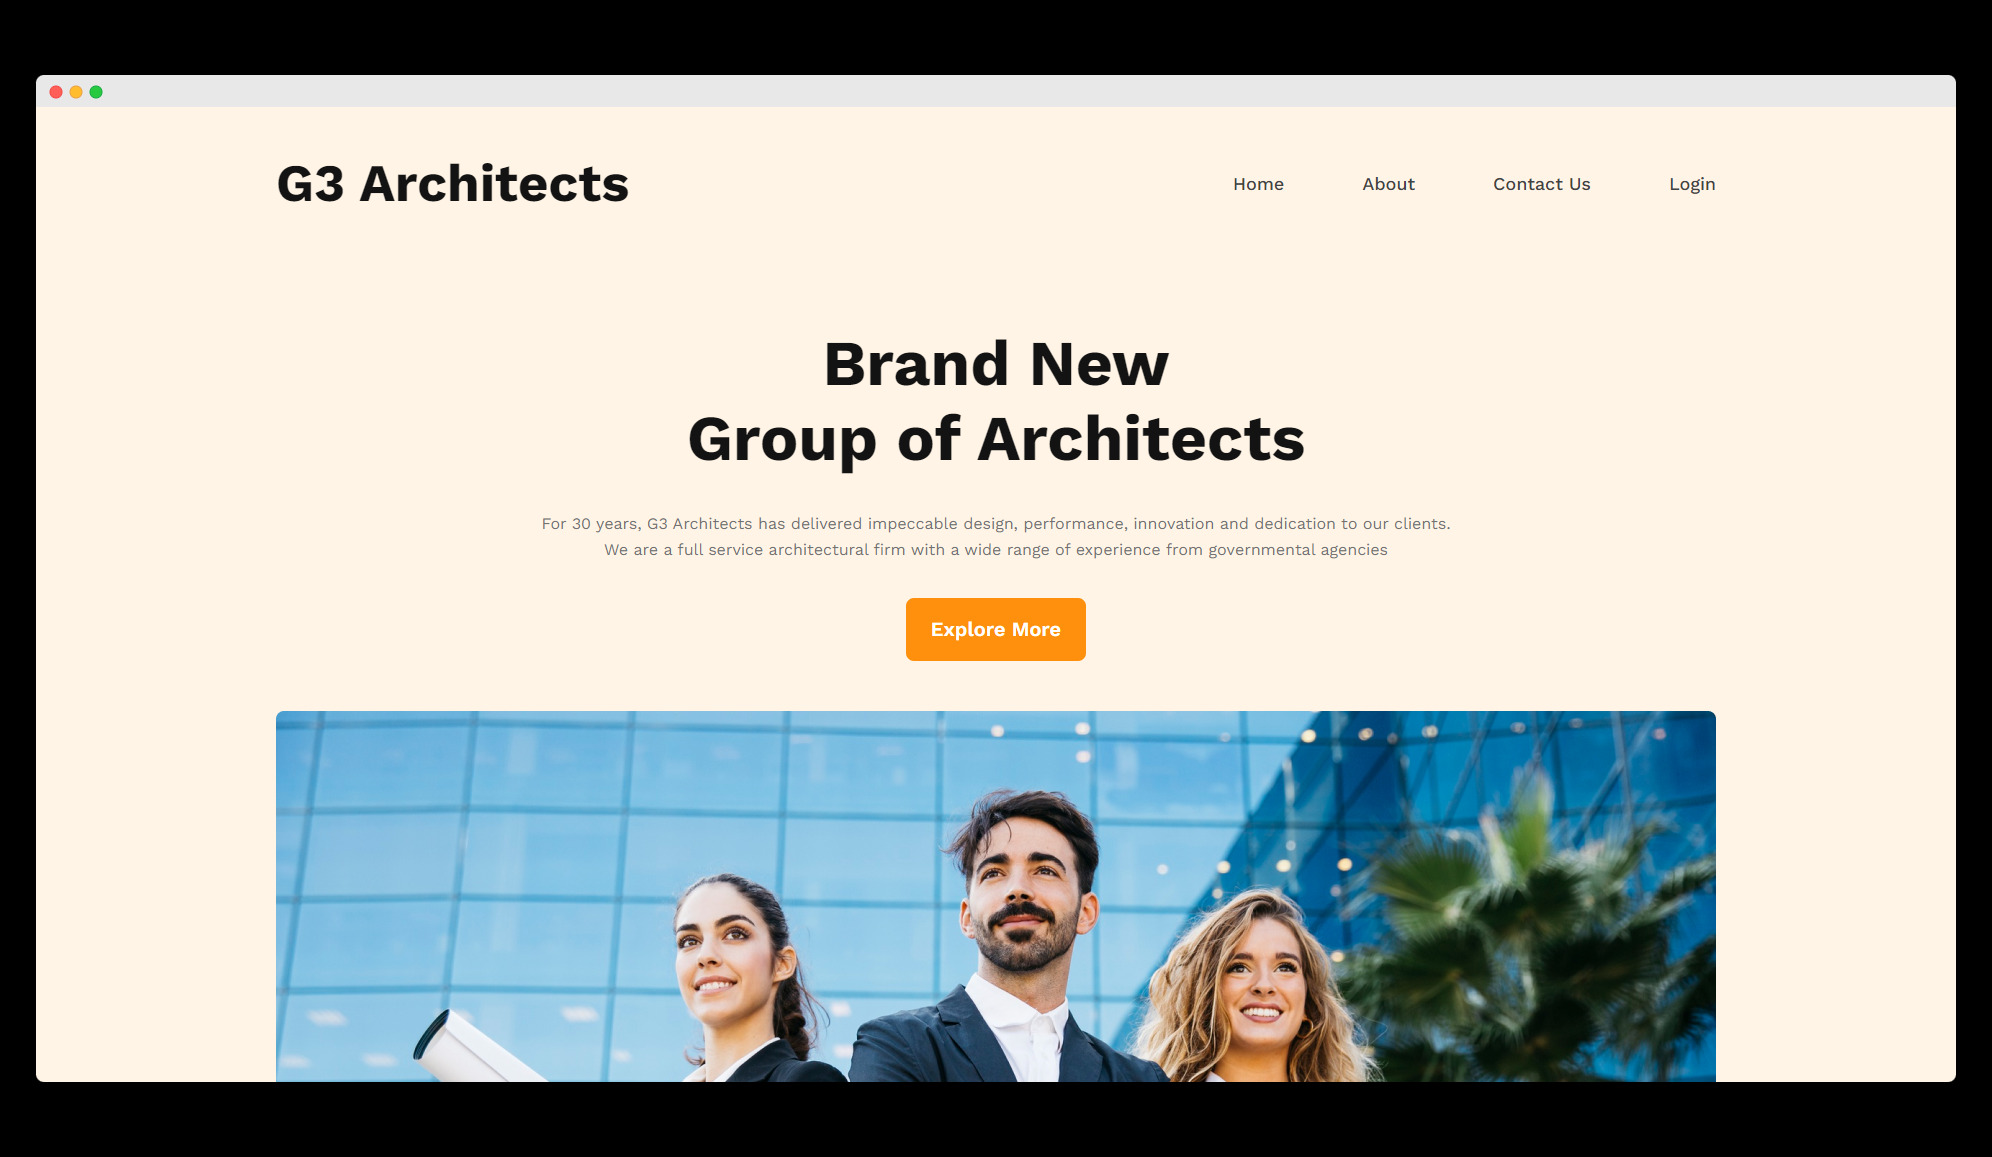 G3 Architects
Home About Contact Us Login
Brand New
Group of Architects
For 30 years, G3 Architects has delivered impeccable design, performance, innovation and dedication to our clients.
We are a full service architectural firm with a wide range of experience from governmental agencies
Explore More